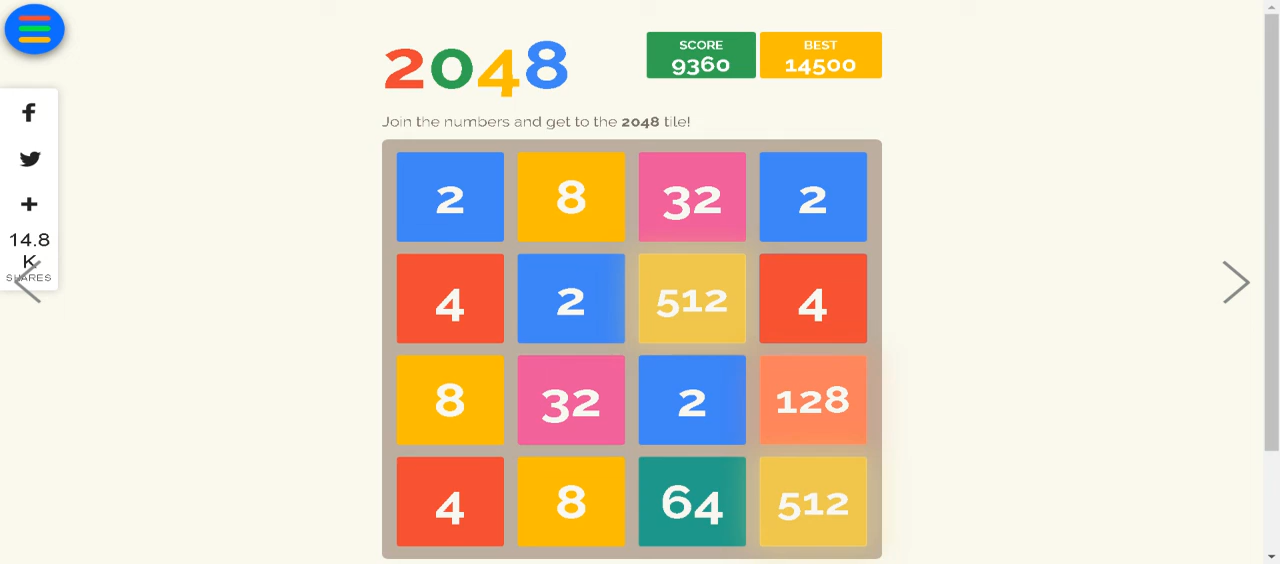 2048
SCORE
9360
BEST
14500
Join the numbers and get to the 2048 tile!
14.8
K
SHARES
2 8 32 2
4 2 512 4
8 32 2 128
4 8 64 512